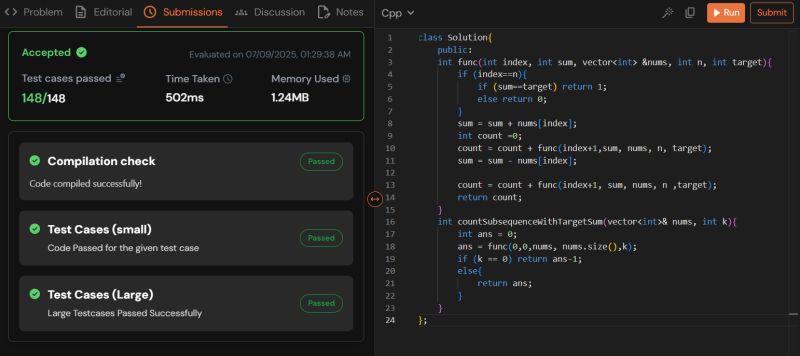 <> Problem Editorial Submissions Discussion Notes
Accepted Evaluated on 07/09/2025, 01:29:38 AM
Test cases passed Time Taken Memory Used
148/148 502ms 1.24MB
Compilation check Passed
Code compiled successfully!
Test Cases (small) Passed
Code Passed for the given test case
Test Cases (Large) Passed
Large Testcases Passed Successfully
Cpp Run Submit
1 class Solution{
2 public:
3 int func(int index, int sum, vector<int> &nums, int n, int target){
4 if (index==n){
5 if (sum==target) return 1;
6 else return 0;
7 }
8 sum = sum + nums[index];
9 int count =0;
10 count = count + func(index+1,sum, nums, n, target);
11 sum = sum - nums[index];
12
13 count = count + func(index+1, sum, nums, n ,target);
14 return count;
15 }
16 int countSubsequenceWithTargetSum(vector<int>& nums, int k){
17 int ans = 0;
18 ans = func(0,0,nums, nums.size(),k);
19 if (k == 0) return ans-1;
20 else{
21 return ans;
22 }
23 }
24 };